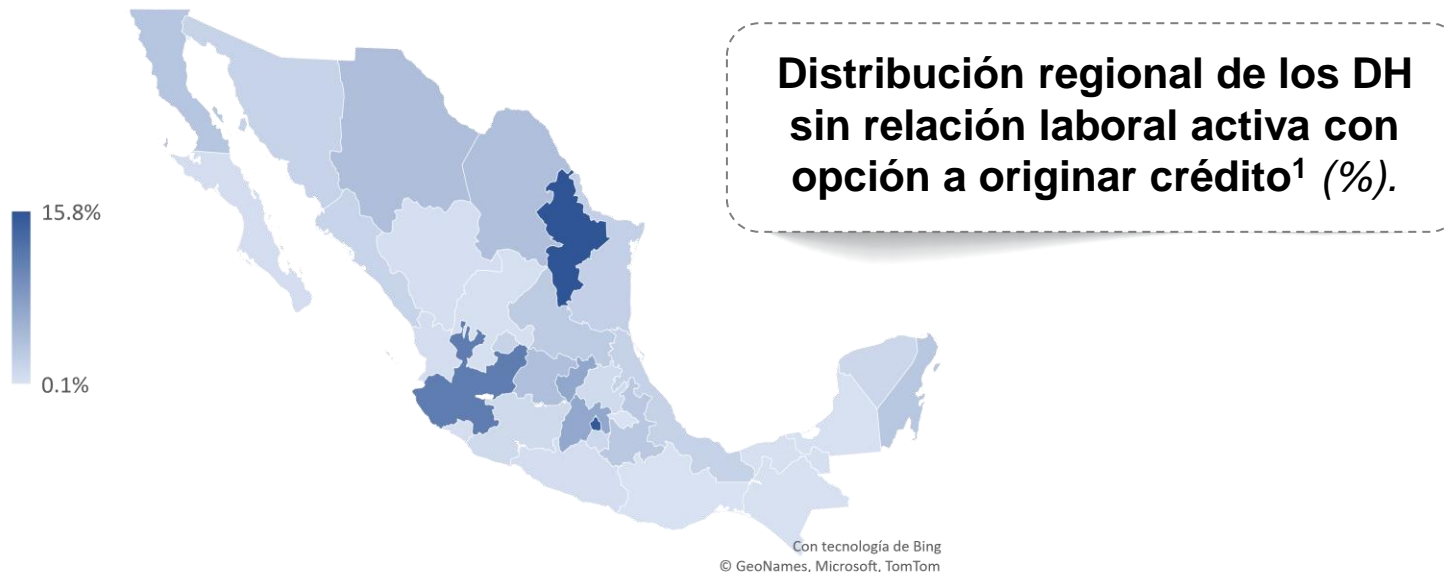 Distribución regional de los DH
sin relación laboral activa con
opción a originar crédito¹ (%).
15.8%
0.1%
Con tecnología de Bing
© GeoNames, Microsoft, TomTom